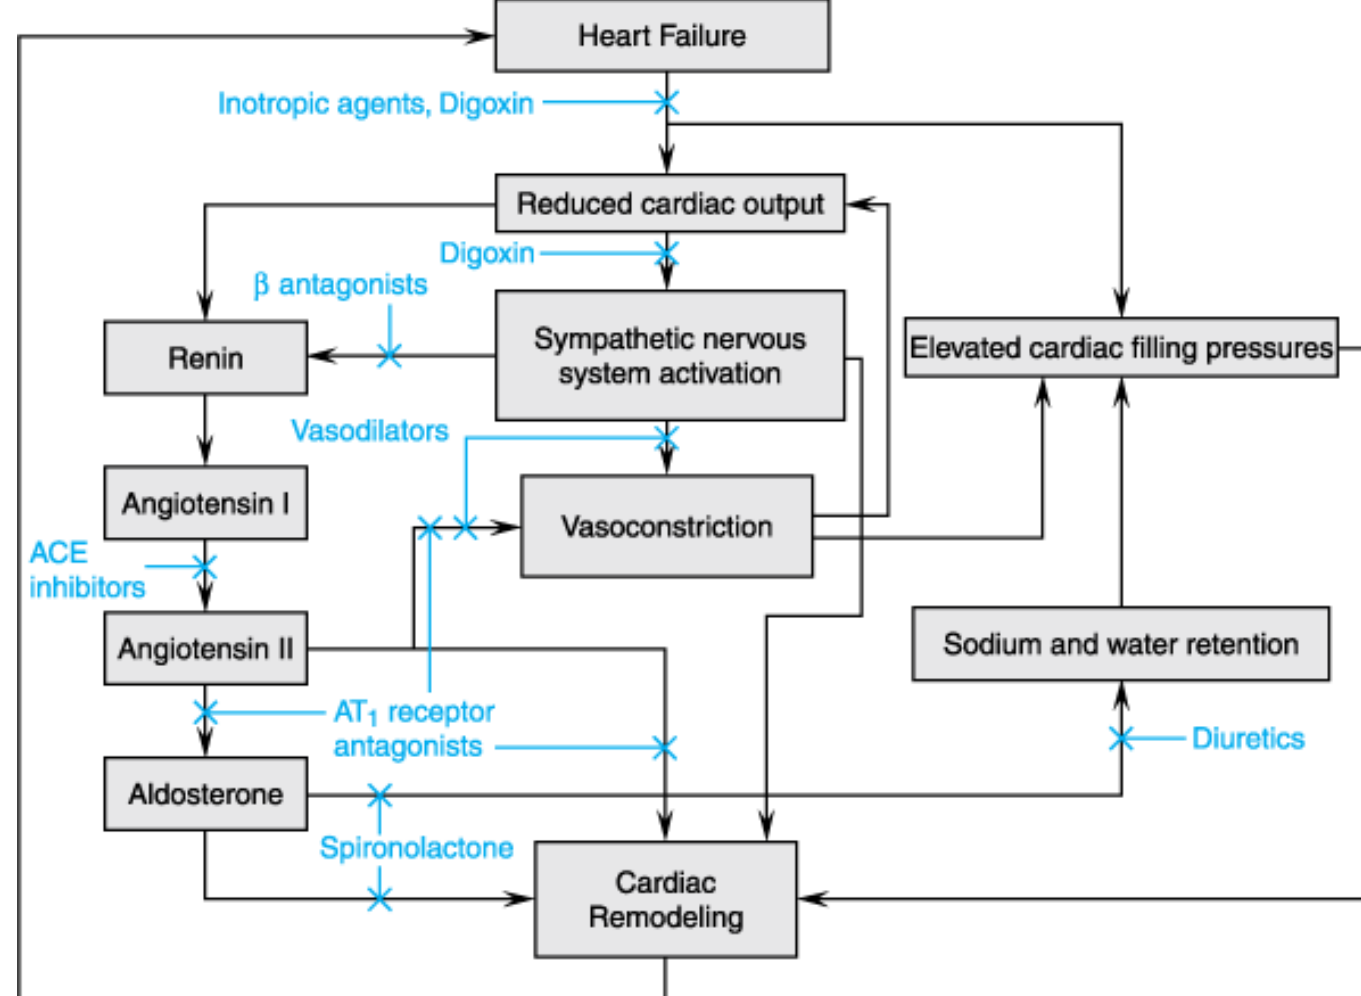 Heart Failure
Inotropic agents, Digoxin
Reduced cardiac output
Digoxin
β antagonists
Sympathetic nervous
system activation
Elevated cardiac filling pressures
Renin
Vasodilators
Angiotensin I
Vasoconstriction
ACE
inhibitors
Angiotensin II
Sodium and water retention
AT₁ receptor
antagonists
Diuretics
Aldosterone
Spironolactone
Cardiac
Remodeling